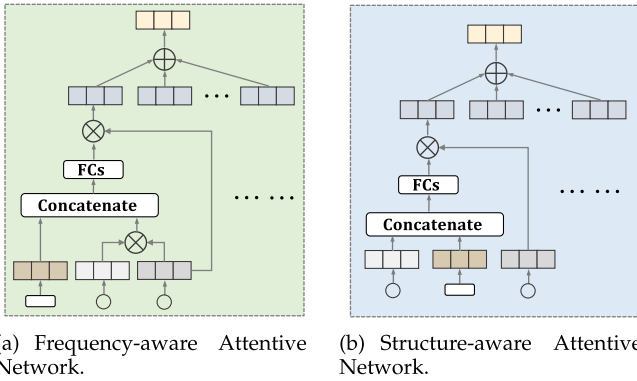 FCs
Concatenate
FCs
Concatenate
(a) Frequency-aware Attentive
Network.
(b) Structure-aware Attentive
Network.